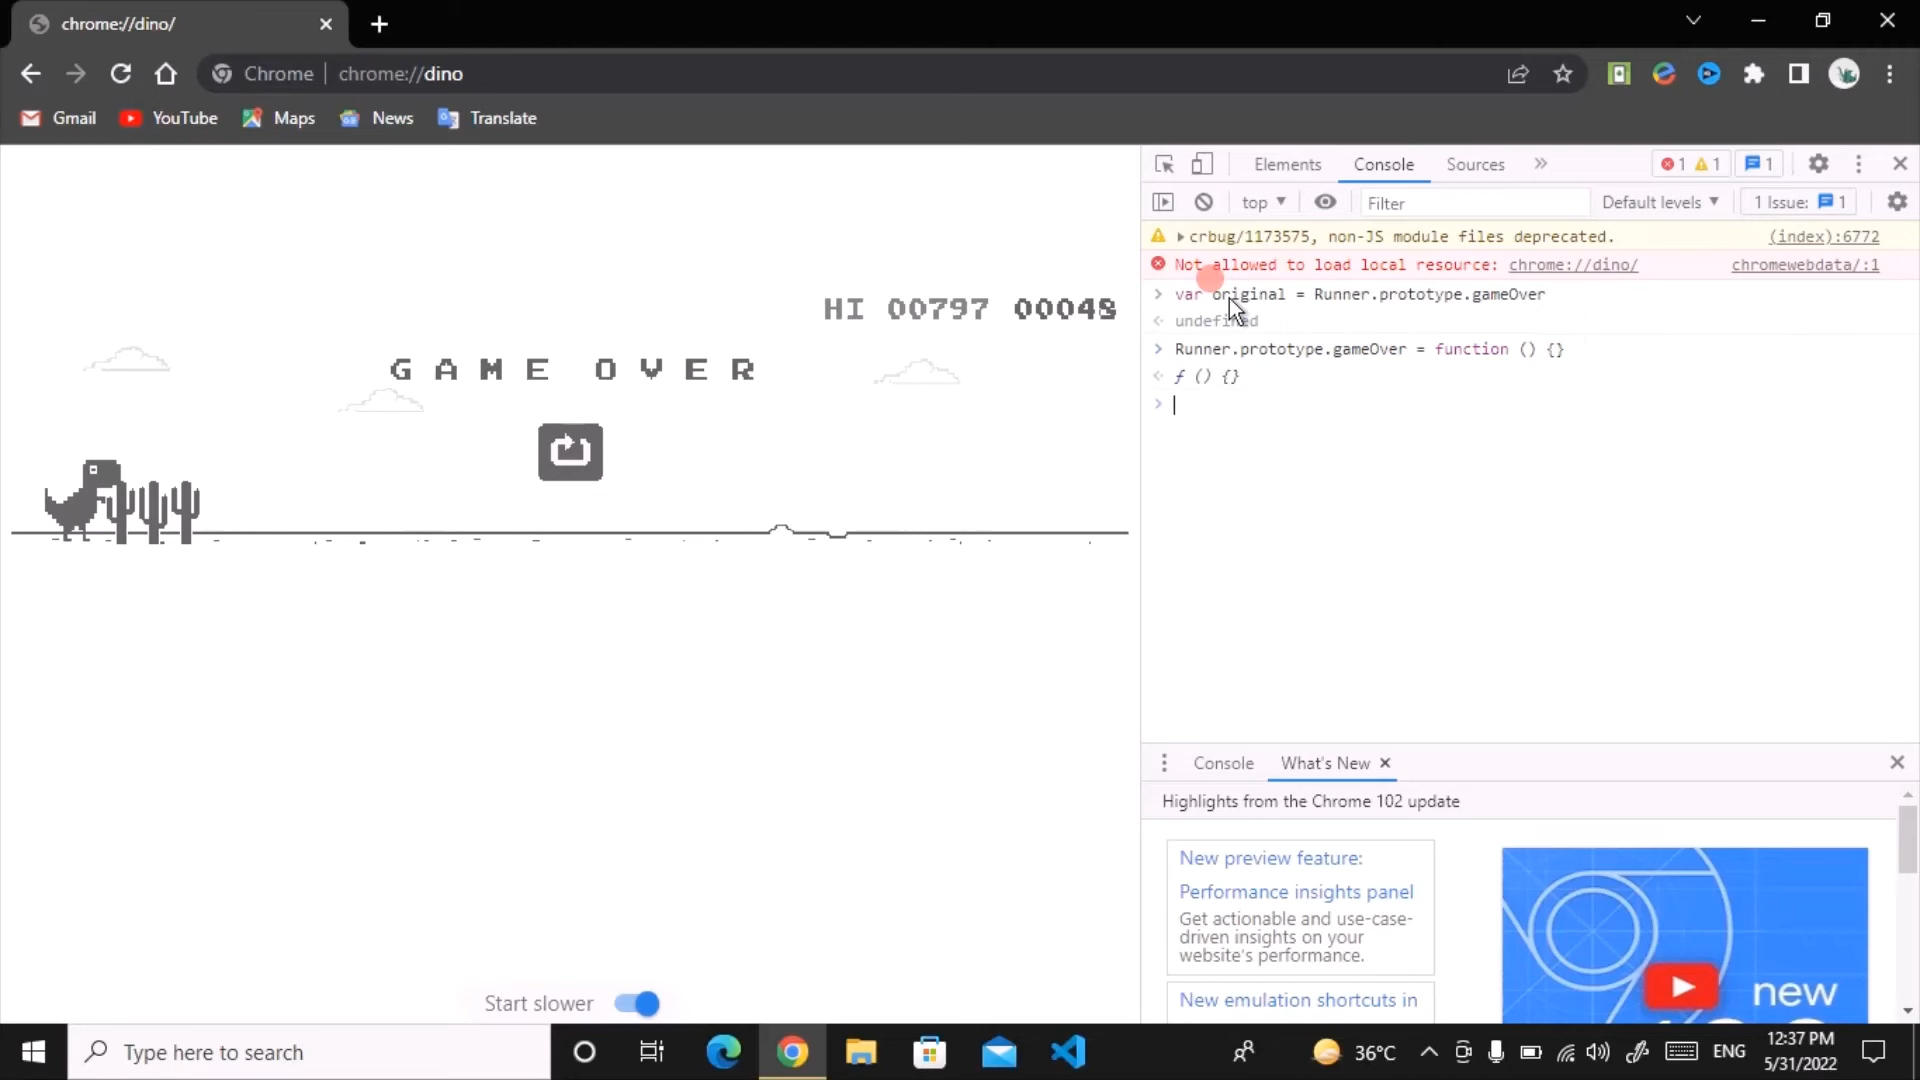 chrome://dino/
Chrome | chrome://dino
Gmail YouTube Maps News Translate
HI 00797 00048
GAME OVER
Start slower
Elements Console Sources » 1 1 1
top Filter Default levels 1 Issue: 1
crbug/1173575, non-JS module files deprecated. (index):6772
Not allowed to load local resource: chrome://dino/ chromewebdata/:1
> var original = Runner.prototype.gameOver
undefined
> Runner.prototype.gameOver = function () {}
ƒ () {}
>
Console What's New
Highlights from the Chrome 102 update
New preview feature:
Performance insights panel
Get actionable and use-case-
driven insights on your
website's performance.
New emulation shortcuts in
new
Type here to search
36°C ENG 12:37 PM
5/31/2022